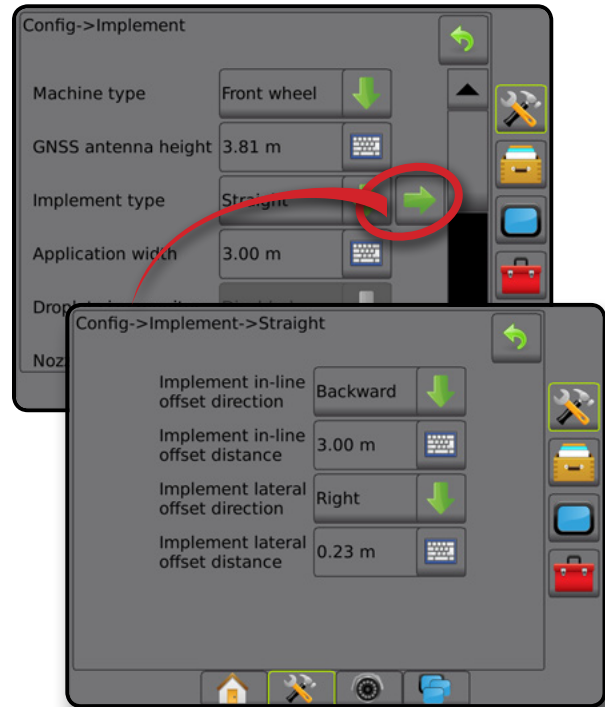 Config->Implement
Machine type Front wheel
GNSS antenna height 3.81 m
Implement type Straight
Application width 3.00 m
Config->Implement->Straight
Implement in-line
offset direction Backward
Implement in-line
offset distance 3.00 m
Implement lateral
offset direction Right
Implement lateral
offset distance 0.23 m